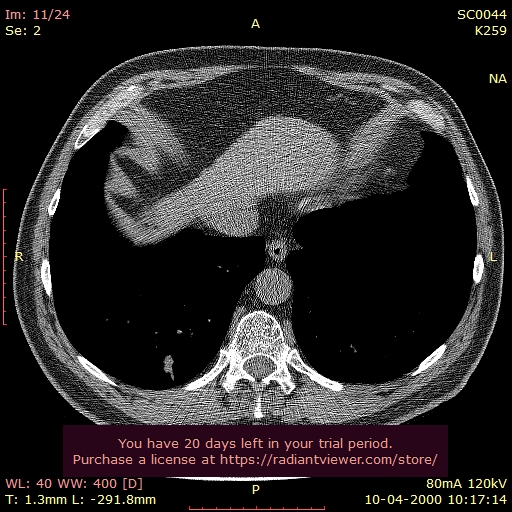 Im: 11/24
Se: 2
A
SC0044
K259
NA
R
L
You have 20 days left in your trial period.
Purchase a license at https://radiantviewer.com/store/
WL: 40 WW: 400 [D]
T: 1.3mm L: -291.8mm
P
80mA 120kV
10-04-2000 10:17:14